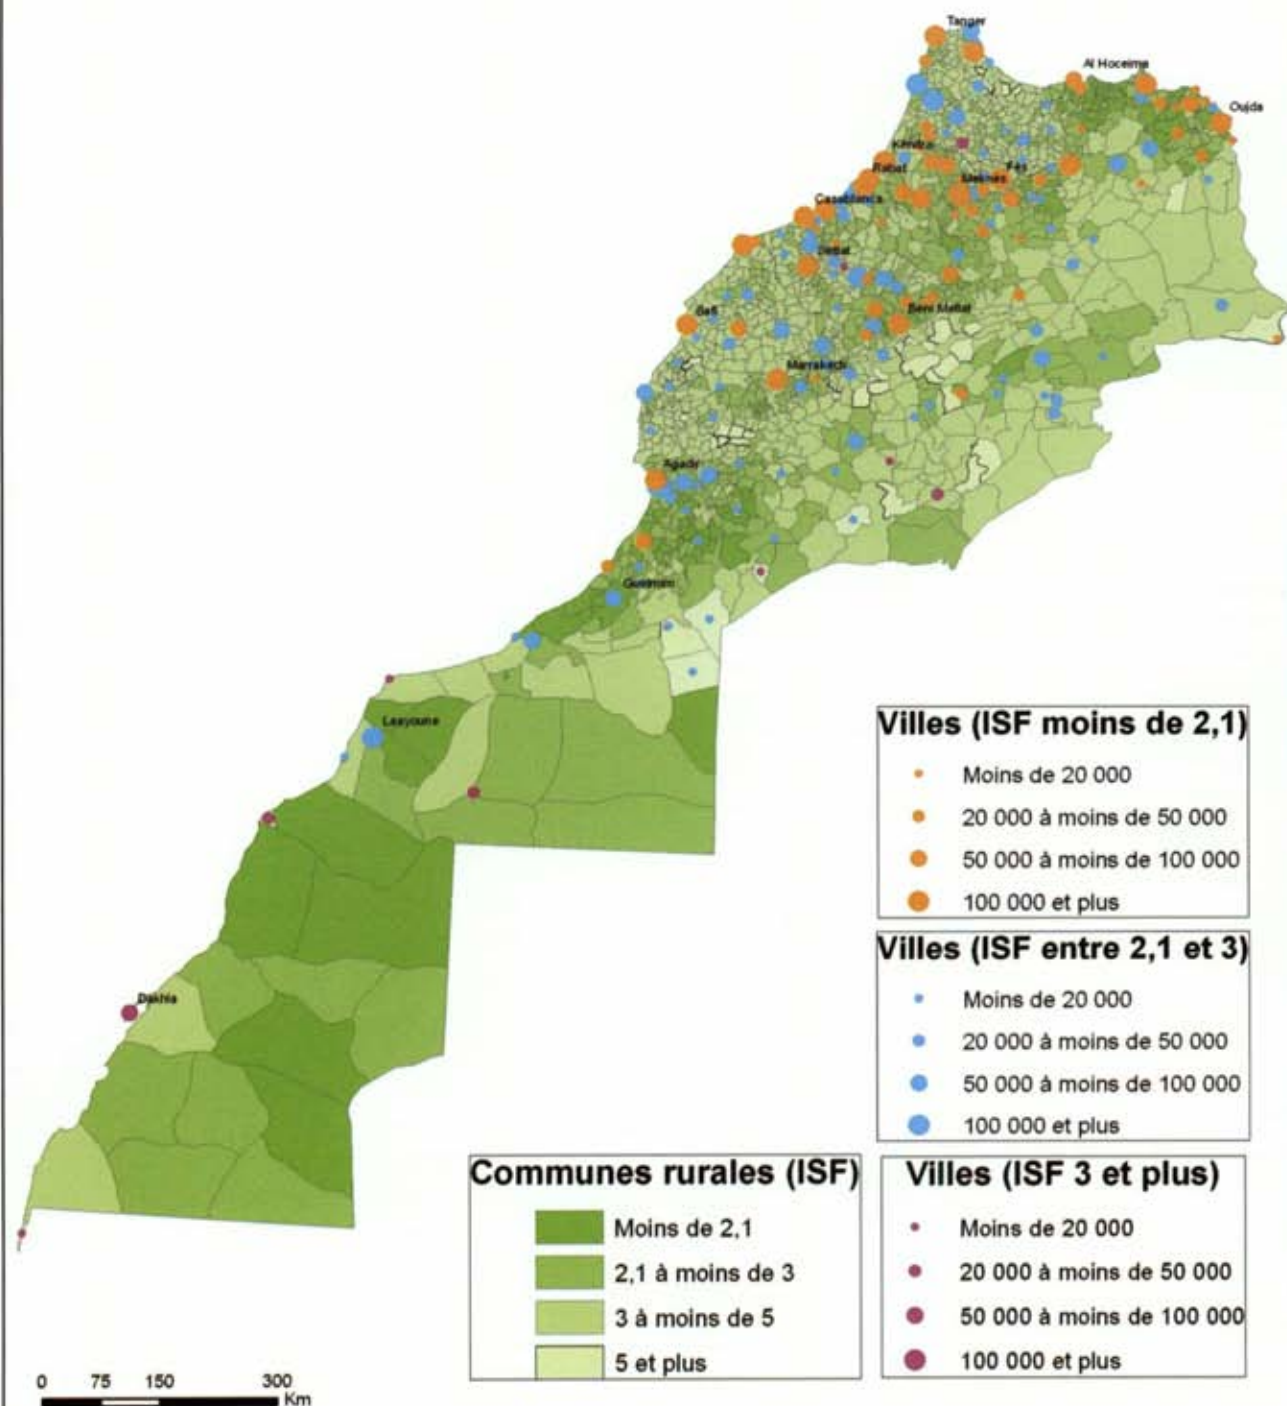 Tanger
Al Hoceima
Oujda
Kénitra
Rabat
Fés
Meknès
Casablanca
Settat
Safi
Beni Mellal
Marrakech
Agadir
Guelmim
Laayoune
Dakhla
Villes (ISF moins de 2,1)
Moins de 20 000
20 000 à moins de 50 000
50 000 à moins de 100 000
100 000 et plus
Villes (ISF entre 2,1 et 3)
Moins de 20 000
20 000 à moins de 50 000
50 000 à moins de 100 000
100 000 et plus
Communes rurales (ISF)
Moins de 2,1
2,1 à moins de 3
3 à moins de 5
5 et plus
Villes (ISF 3 et plus)
Moins de 20 000
20 000 à moins de 50 000
50 000 à moins de 100 000
100 000 et plus
0 75 150 300
Km